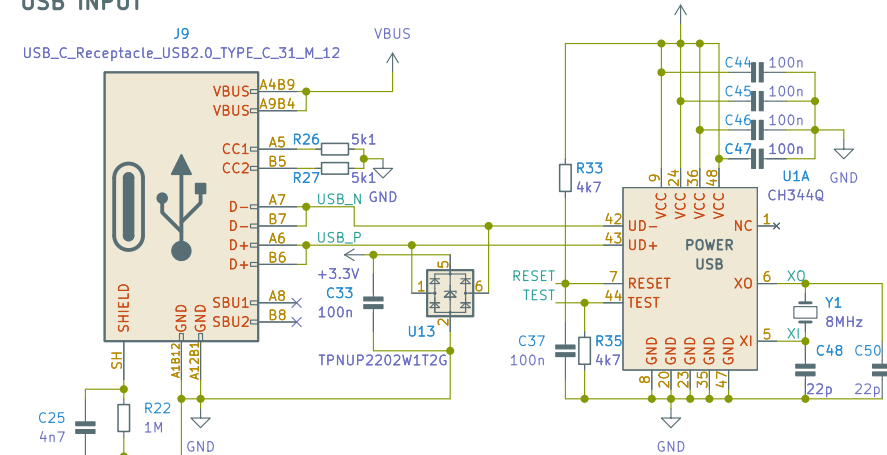 USB INPUT
J9
USB_C_Receptacle_USB2.0_TYPE_C_31_M_12
VBUS
VBUS A4B9
VBUS A9B4
CC1 A5 R26 5k1
CC2 B5 R27 5k1
GND
D- A7 USB_N
D- B7
D+ A6 USB_P
D+ B6
SBU1 A8
SBU2 B8
SHIELD
GND
GND
SH
A1B12
A12B1
+3.3V
C33
100n
5
1
6
2
U13
TPNUP2202W1T2G
C25
4n7
R22
1M
GND
C44 100n
C45 100n
C46 100n
C47 100n
GND
U1A
CH344Q
R33
4k7
9
24
36
48
VCC
VCC
VCC
VCC
42 UD-
43 UD+
NC 1
POWER
USB
RESET 7 RESET
TEST 44 TEST
XO 6 XO
Y1
8MHz
XI 5 XI
C37
100n
R35
4k7
GND
GND
GND
GND
GND
8
20
23
35
47
C48
22p
C50
22p
GND